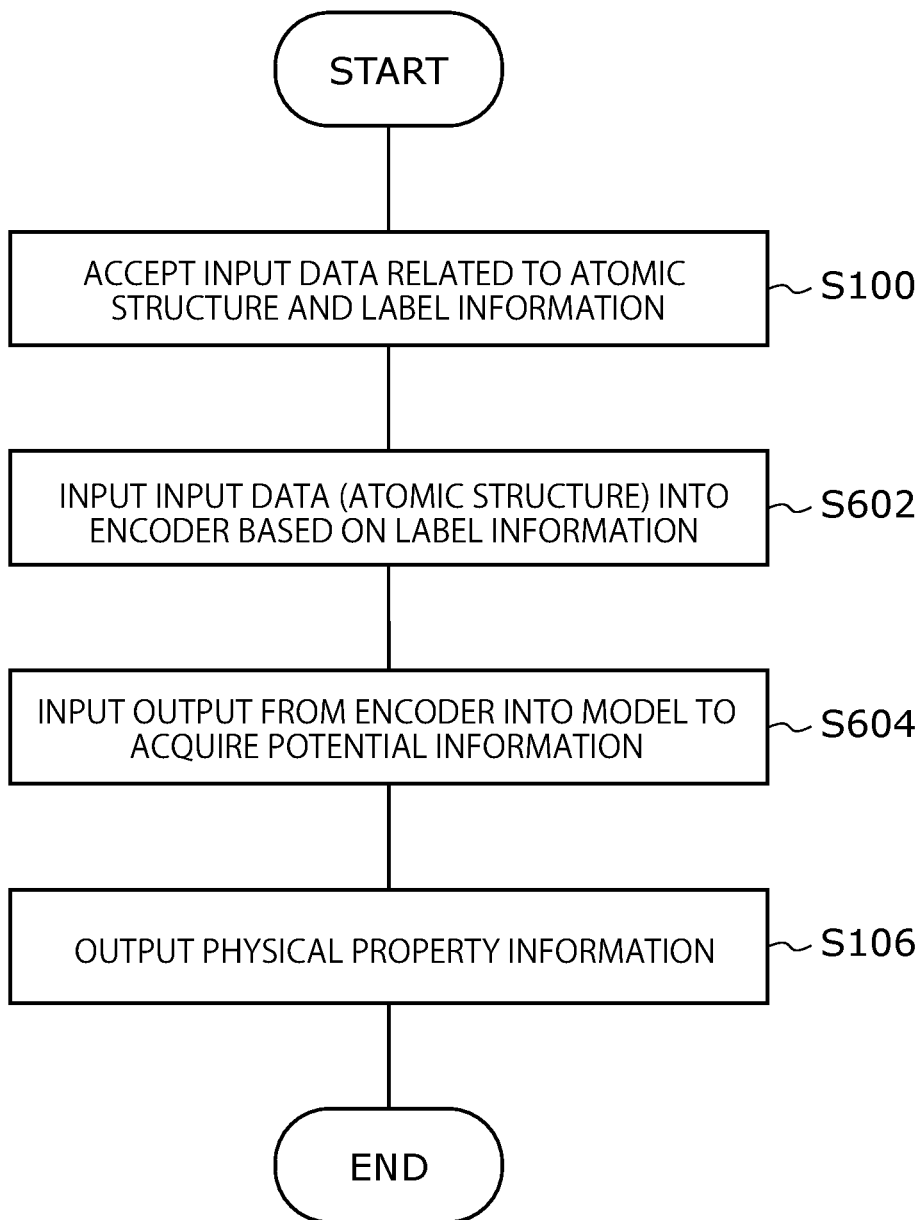 START
ACCEPT INPUT DATA RELATED TO ATOMIC
STRUCTURE AND LABEL INFORMATION
S100
INPUT INPUT DATA (ATOMIC STRUCTURE) INTO
ENCODER BASED ON LABEL INFORMATION
S602
INPUT OUTPUT FROM ENCODER INTO MODEL TO
ACQUIRE POTENTIAL INFORMATION
S604
OUTPUT PHYSICAL PROPERTY INFORMATION
S106
END